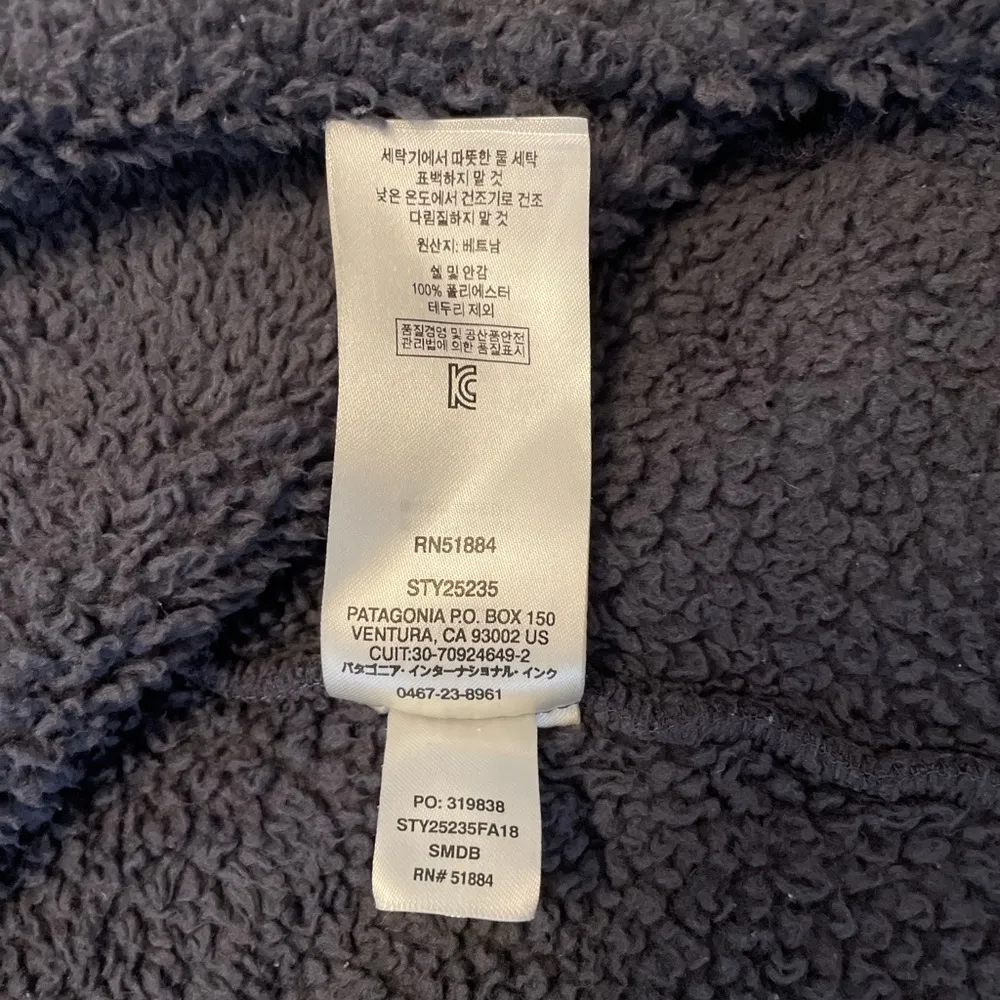 세탁기에서 따뜻한 물 세탁
표백하지 말 것
낮은 온도에서 건조기로 건조
다림질하지 말 것
원산지: 베트남
쉘 및 안감
100% 폴리에스터
테두리 제외
품질경영 및 공산품안전
관리법에 의한 품질표시
KC
RN51884
STY25235
PATAGONIA P.O. BOX 150
VENTURA, CA 93002 US
CUIT:30-70924649-2
パタゴニア・インターナショナル・インク
0467-23-8961
PO: 319838
STY25235FA18
SMDB
RN# 51884